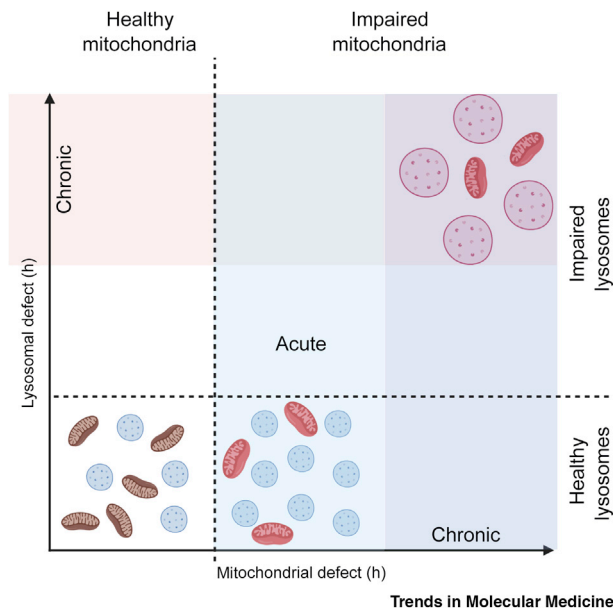 Healthy
mitochondria
Impaired
mitochondria
Chronic
Lysosomal defect (h)
Impaired
lysosomes
Acute
Healthy
lysosomes
Chronic
Mitochondrial defect (h)
Trends in Molecular Medicine